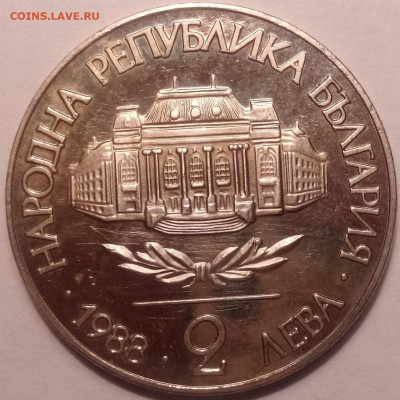 COINS.LAVE.RU
НАРОДНА РЕПУБЛИКА БЪЛГАРИЯ
· 1988 · 2 ЛЕВА ·